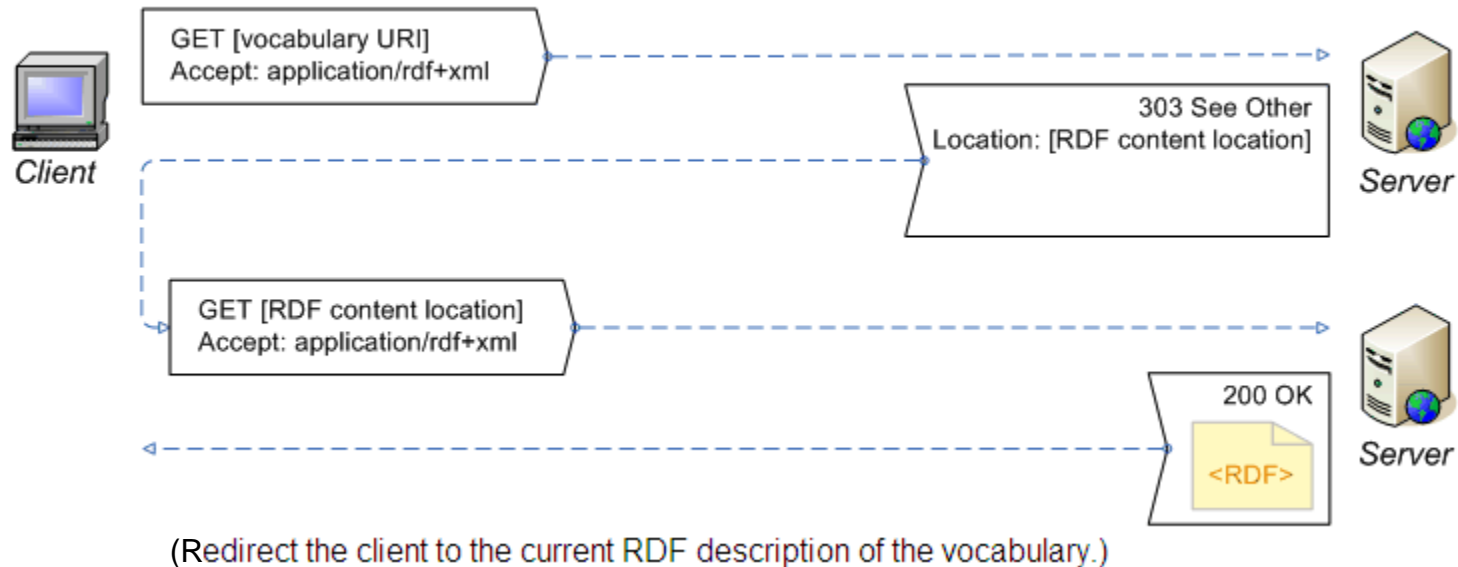 GET [vocabulary URI]
Accept: application/rdf+xml
Client
303 See Other
Location: [RDF content location]
Server
GET [RDF content location]
Accept: application/rdf+xml
200 OK
<RDF>
Server
(Redirect the client to the current RDF description of the vocabulary.)